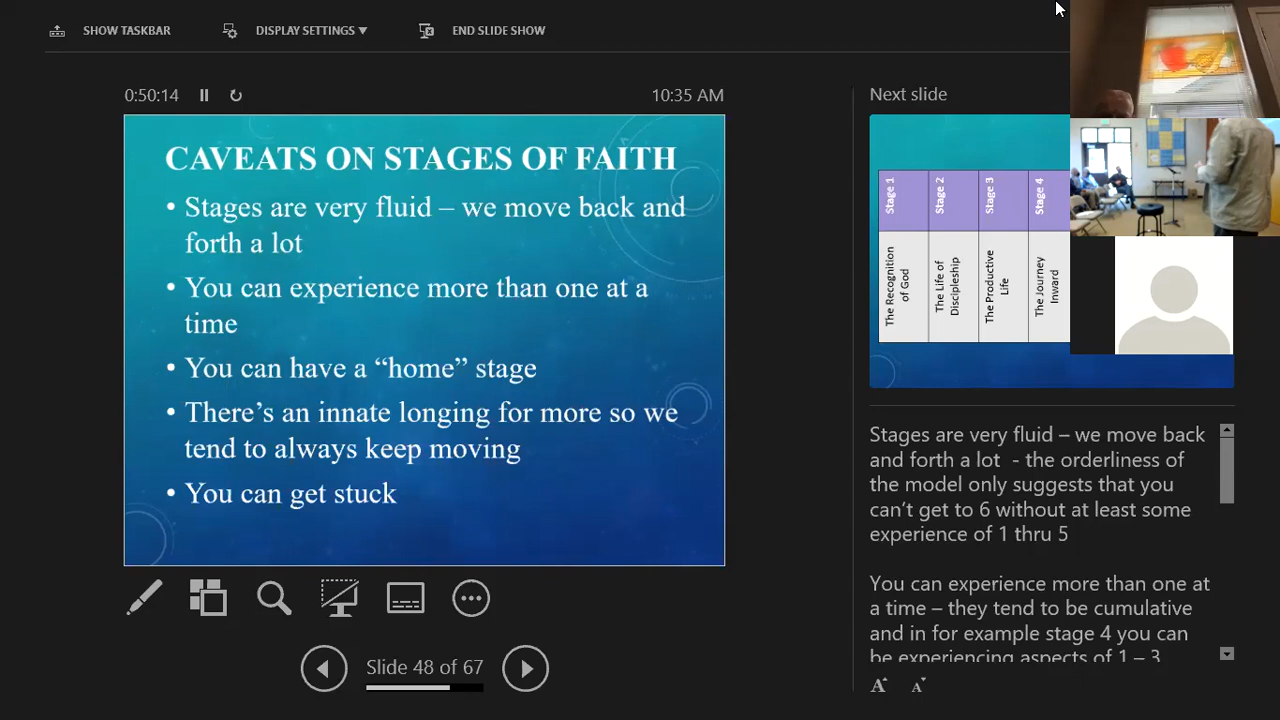 SHOW TASKBAR
DISPLAY SETTINGS
END SLIDE SHOW
0:50:14
10:35 AM
CAVEATS ON STAGES OF FAITH
• Stages are very fluid – we move back and
forth a lot
• You can experience more than one at a
time
• You can have a “home” stage
• There’s an innate longing for more so we
tend to always keep moving
• You can get stuck
Slide 48 of 67
Next slide
Stage 1
Stage 2
Stage 3
Stage 4
The Recognition
of God
The Life of
Discipleship
The Productive
Life
The Journey
Inward
Stages are very fluid – we move back
and forth a lot - the orderliness of
the model only suggests that you
can’t get to 6 without at least some
experience of 1 thru 5
You can experience more than one at
a time – they tend to be cumulative
and in for example stage 4 you can
be experiencing aspects of 1 – 3
A A